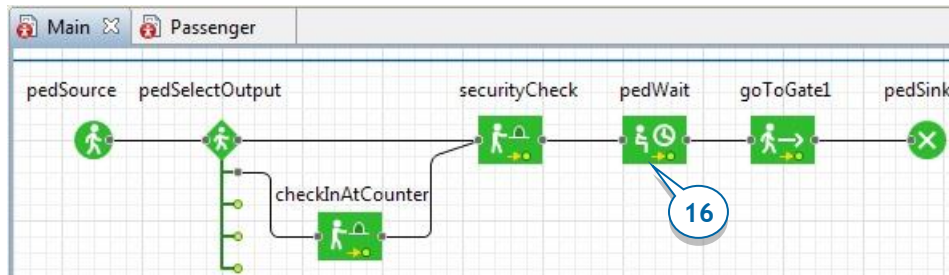 Main Passenger
pedSource pedSelectOutput securityCheck pedWait goToGate1 pedSink
checkInAtCounter
16